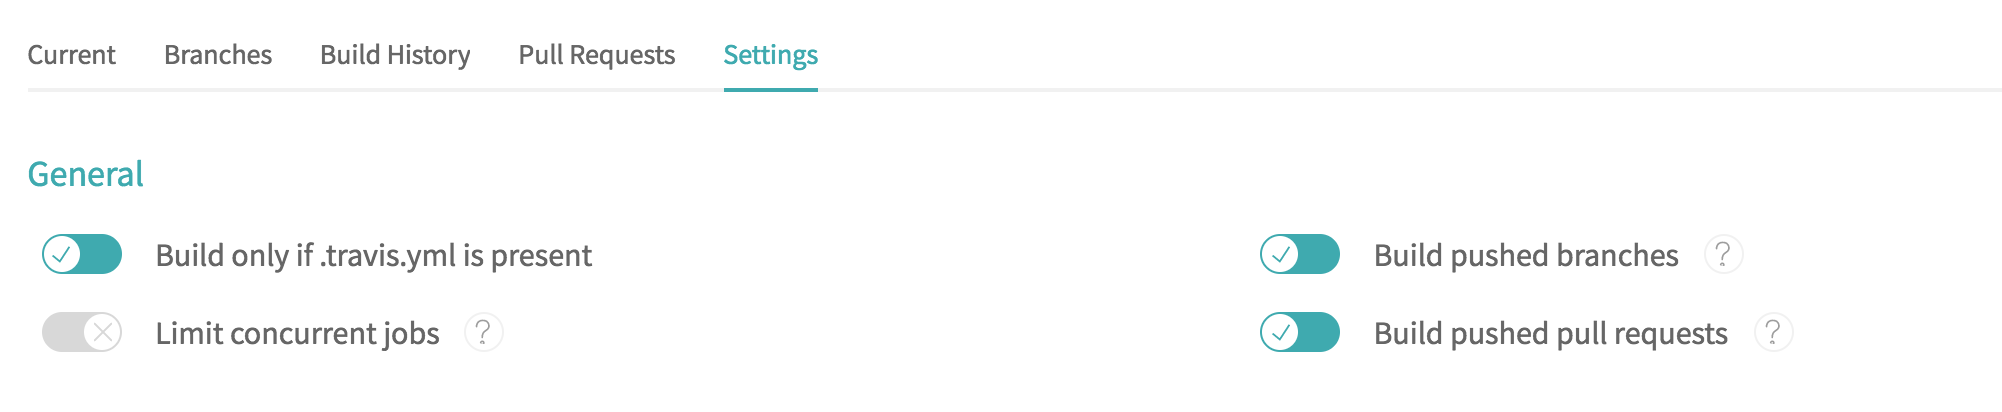 Current Branches Build History Pull Requests Settings
General
Build only if .travis.yml is present
Build pushed branches ?
Limit concurrent jobs ?
Build pushed pull requests ?